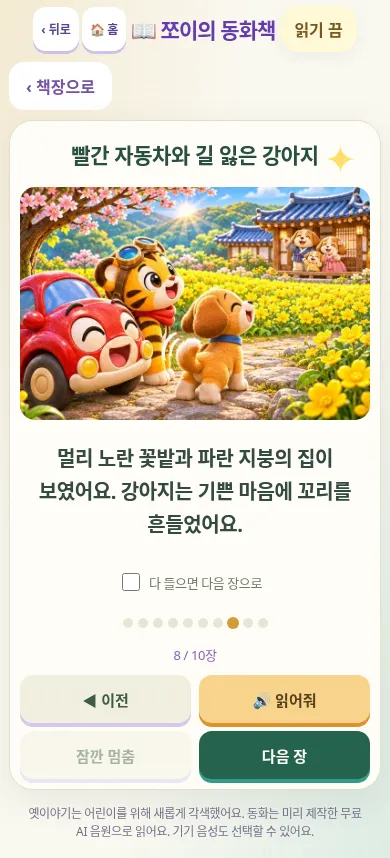 ‹ 뒤로
🏠 홈
📖 쪼이의 동화책
읽기 끔
‹ 책장으로
빨간 자동차와 길 잃은 강아지
멀리 노란 꽃밭과 파란 지붕의 집이
보였어요. 강아지는 기쁜 마음에 꼬리를
흔들었어요.
다 들으면 다음 장으로
8 / 10장
◀ 이전
🔊 읽어줘
잠깐 멈춤
다음 장
옛이야기는 어린이를 위해 새롭게 각색했어요. 동화는 미리 제작한 무료
AI 음원으로 읽어요. 기기 음성도 선택할 수 있어요.